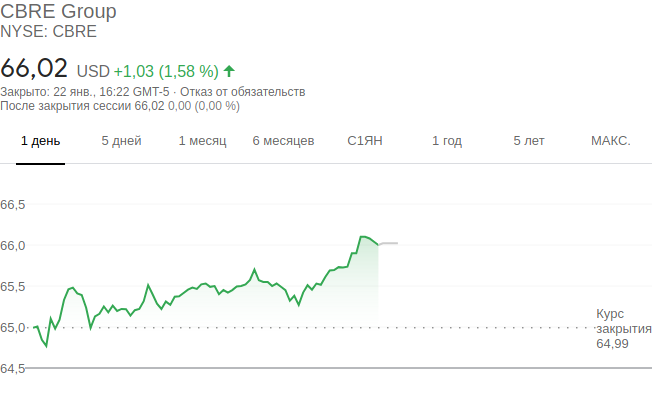 CBRE Group
NYSE: CBRE
66,02 USD +1,03 (1,58 %)
Закрыто: 22 янв., 16:22 GMT-5 · Отказ от обязательств
После закрытия сессии 66,02 0,00 (0,00 %)
1 день 5 дней 1 месяц 6 месяцев С1ЯН 1 год 5 лет МАКС.
66,5
66,0
65,5
65,0
Курс
закрытия
64,99
64,5